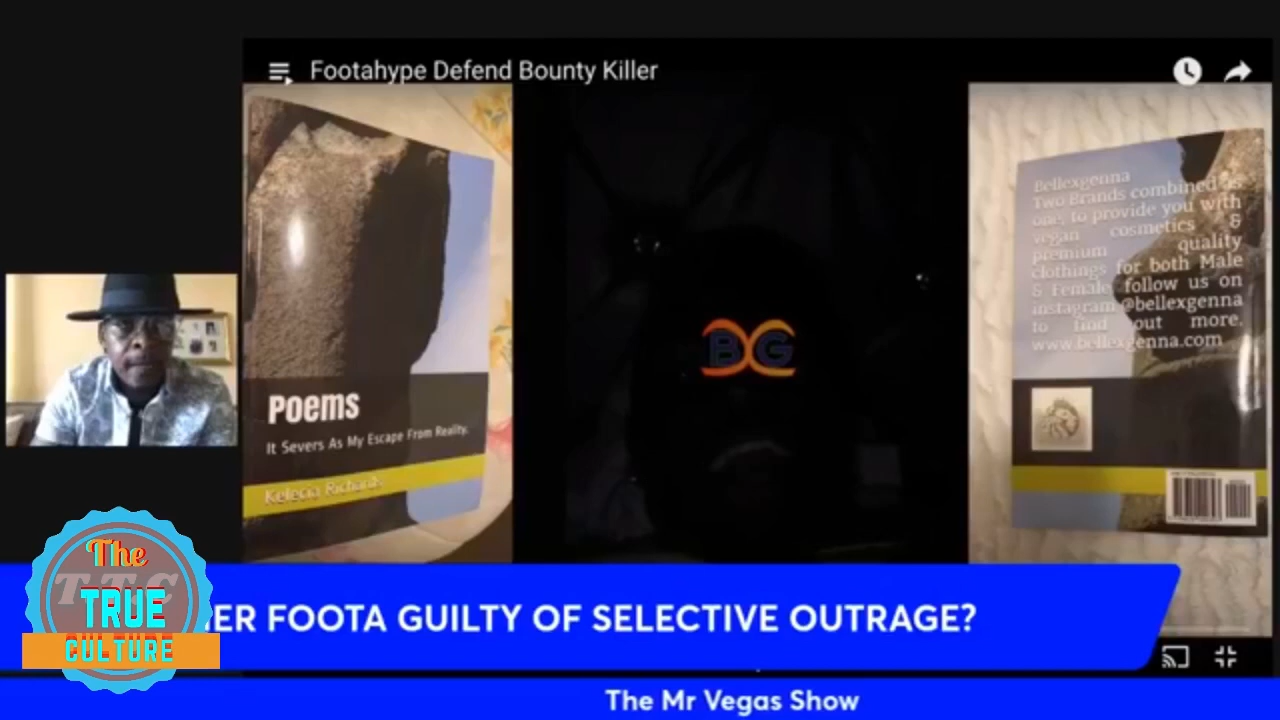 Footahype Defend Bounty Killer
Poems
It Severs As My Escape From Reality.
Kelecia Richards
BG
Bellexgenna
Two Brands combined as
one, to provide you with
vegan cosmetics &
premium quality
clothings for both Male
& Female, follow us on
instagram @bellexgenna
to find out more.
www.bellexgenna.com
ER FOOTA GUILTY OF SELECTIVE OUTRAGE?
The
T.T.C
TRUE
CULTURE
The Mr Vegas Show